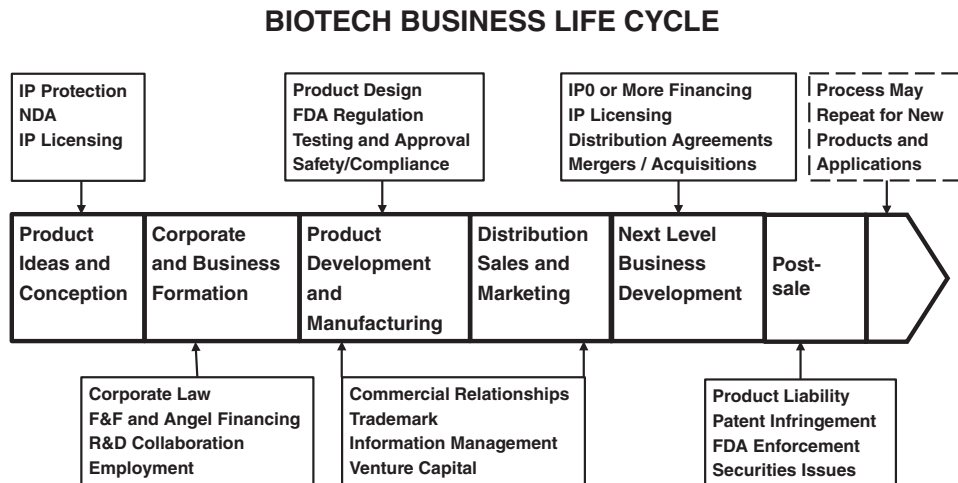 BIOTECH BUSINESS LIFE CYCLE
IP Protection
NDA
IP Licensing
Product Design
FDA Regulation
Testing and Approval
Safety/Compliance
IP0 or More Financing
IP Licensing
Distribution Agreements
Mergers / Acquisitions
Process May
Repeat for New
Products and
Applications
Product
Ideas and
Conception
Corporate
and Business
Formation
Product
Development
and
Manufacturing
Distribution
Sales and
Marketing
Next Level
Business
Development
Post-
sale
Corporate Law
F&F and Angel Financing
R&D Collaboration
Employment
Commercial Relationships
Trademark
Information Management
Venture Capital
Product Liability
Patent Infringement
FDA Enforcement
Securities Issues